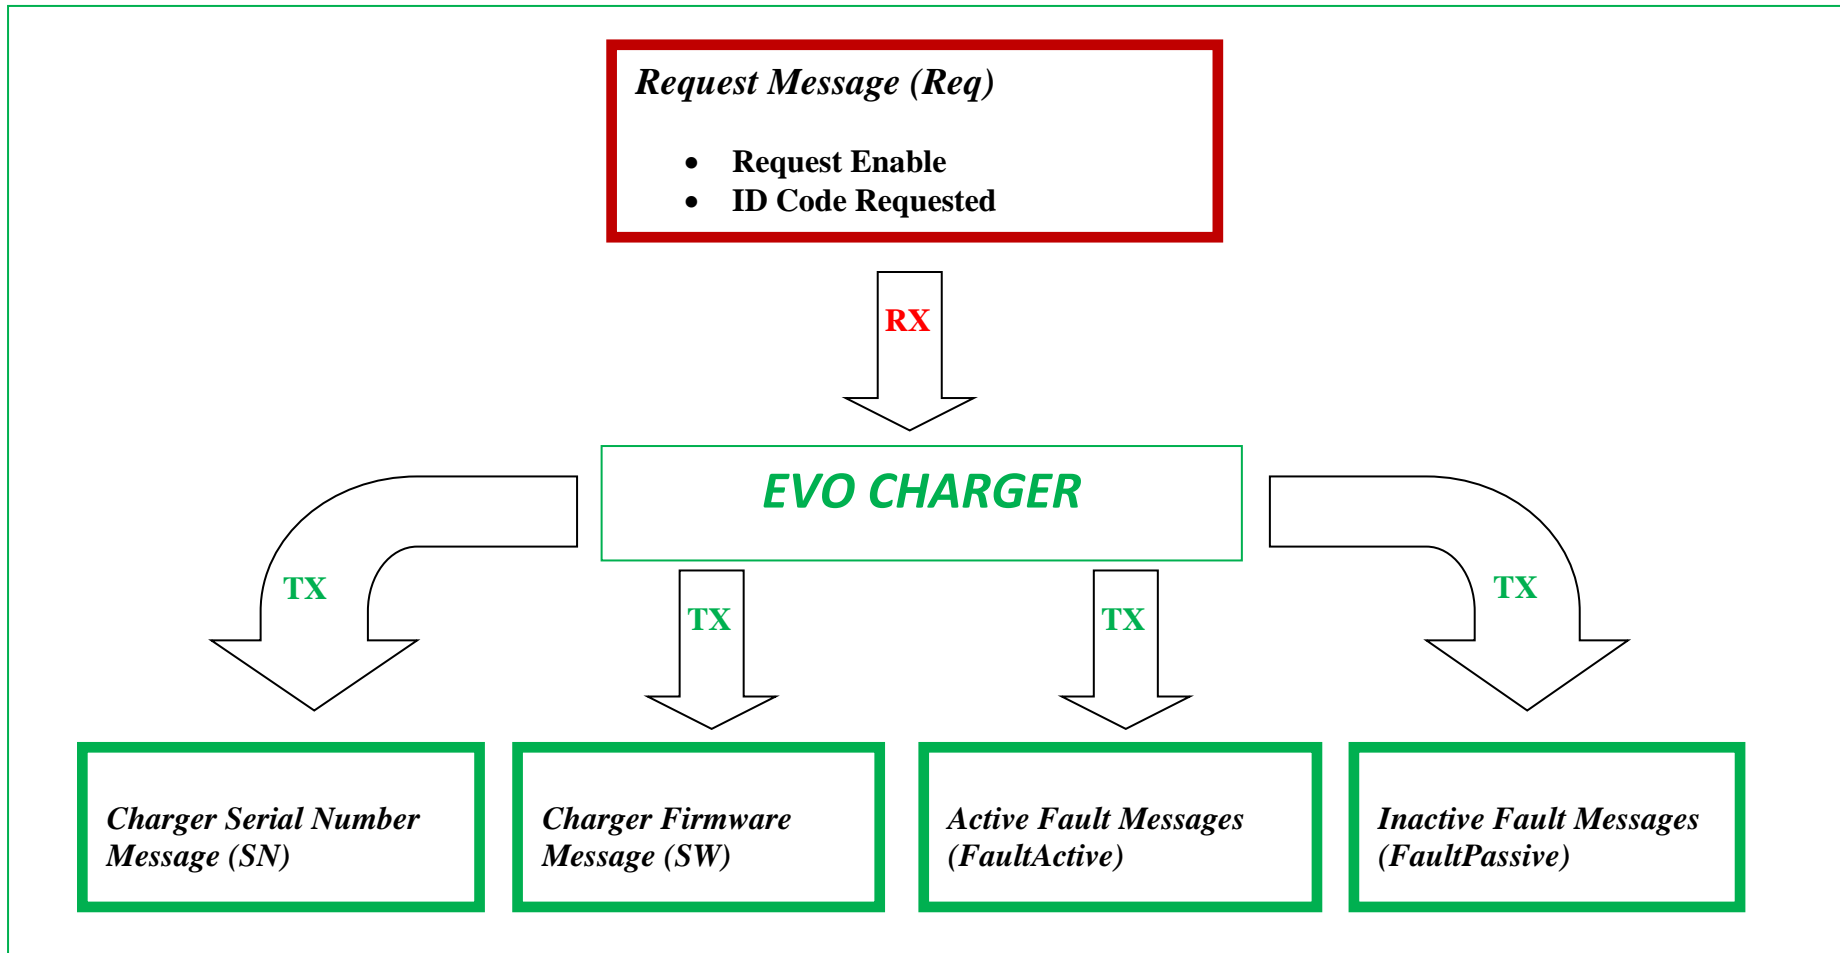 Request Message (Req)
• Request Enable
• ID Code Requested
RX
EVO CHARGER
TX
TX
TX
TX
Charger Serial Number
Message (SN)
Charger Firmware
Message (SW)
Active Fault Messages
(FaultActive)
Inactive Fault Messages
(FaultPassive)